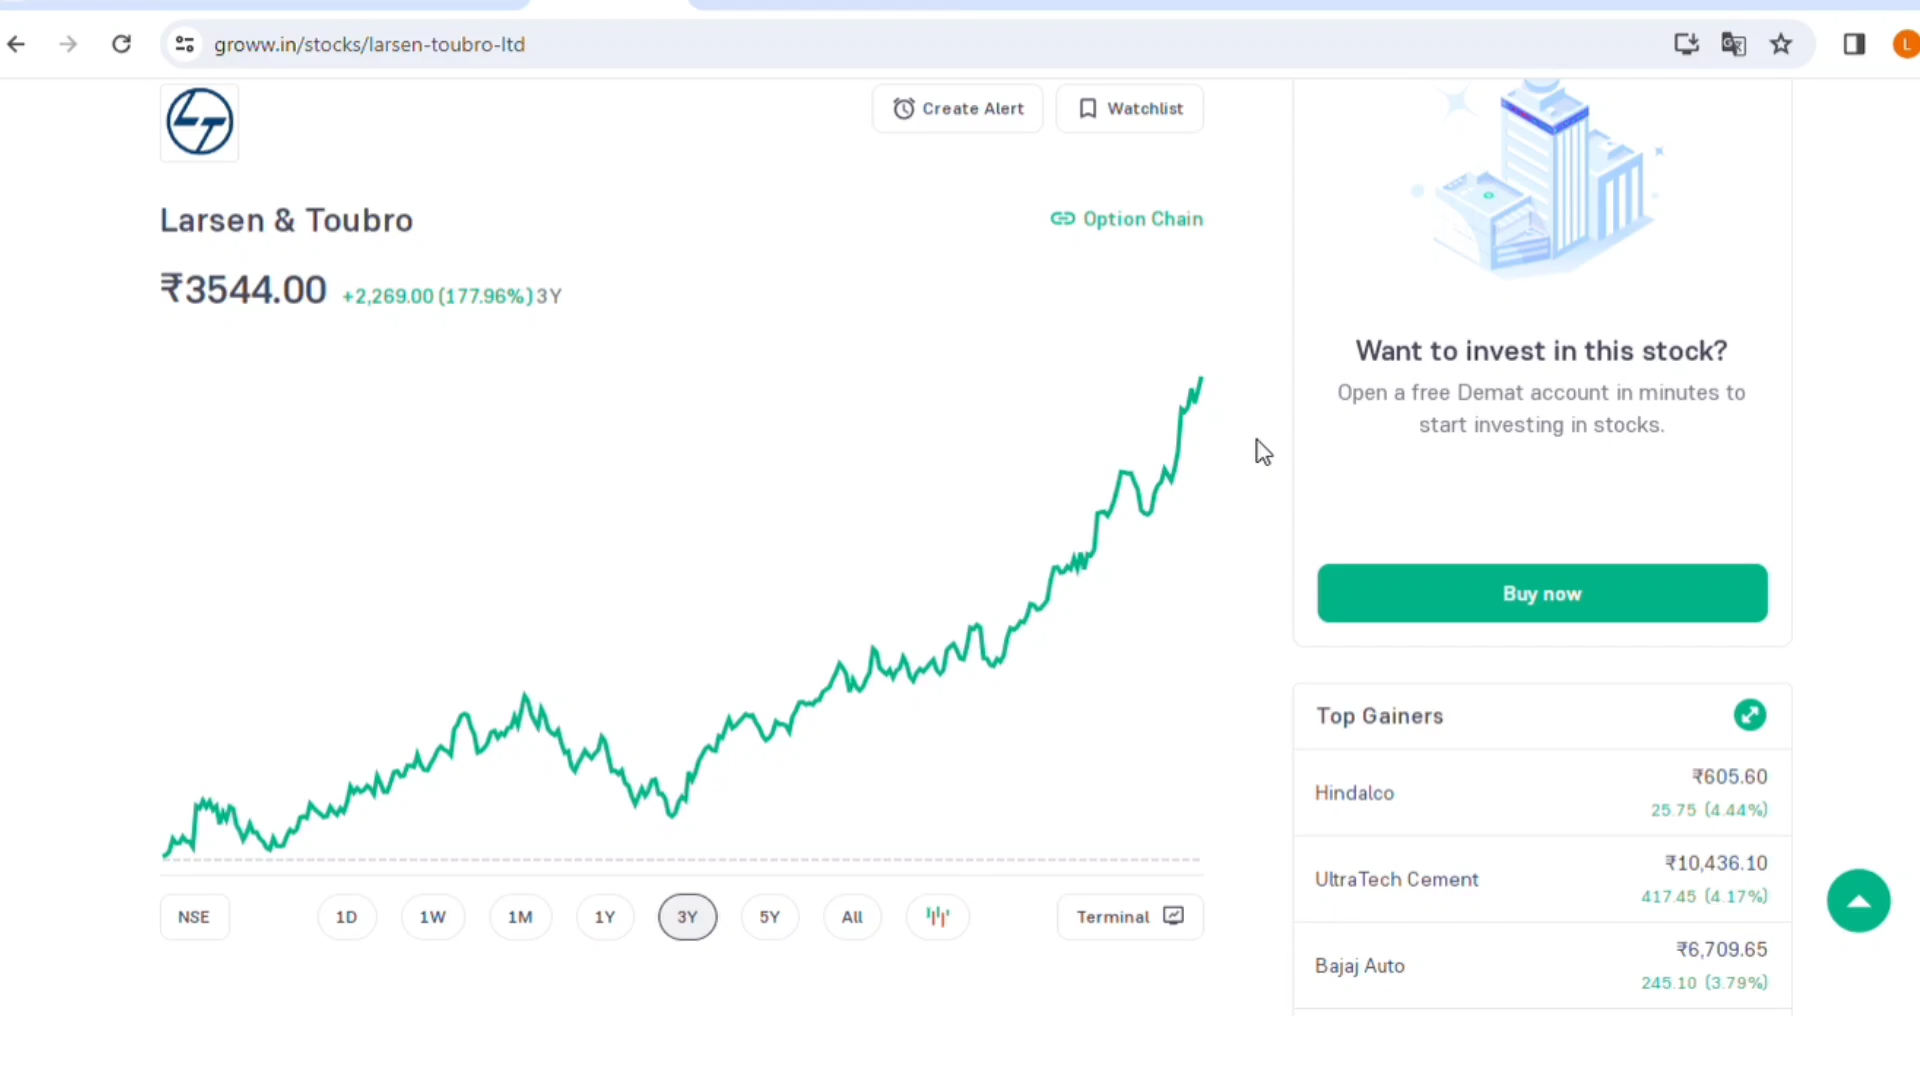 groww.in/stocks/larsen-toubro-ltd
L
LT
Create Alert
Watchlist
Larsen & Toubro
Option Chain
₹3544.00 +2,269.00 (177.96%) 3Y
NSE 1D 1W 1M 1Y 3Y 5Y All Terminal
Want to invest in this stock?
Open a free Demat account in minutes to
start investing in stocks.
Buy now
Top Gainers
Hindalco
₹605.60
25.75 (4.44%)
UltraTech Cement
₹10,436.10
417.45 (4.17%)
Bajaj Auto
₹6,709.65
245.10 (3.79%)